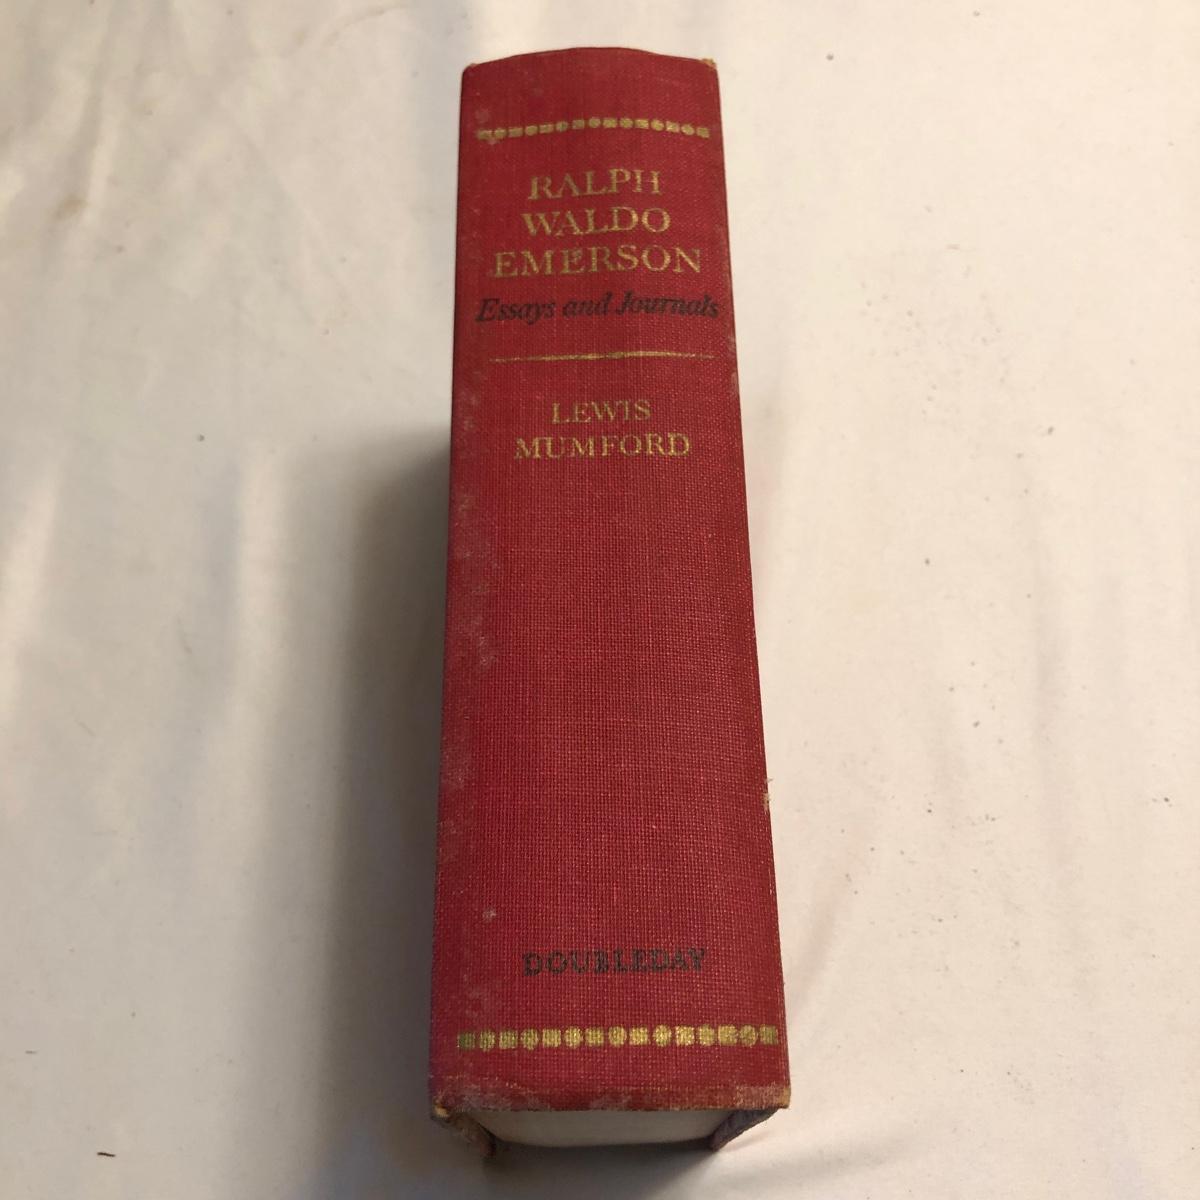 RALPH
WALDO
EMERSON
Essays and Journals
LEWIS
MUMFORD
DOUBLEDAY